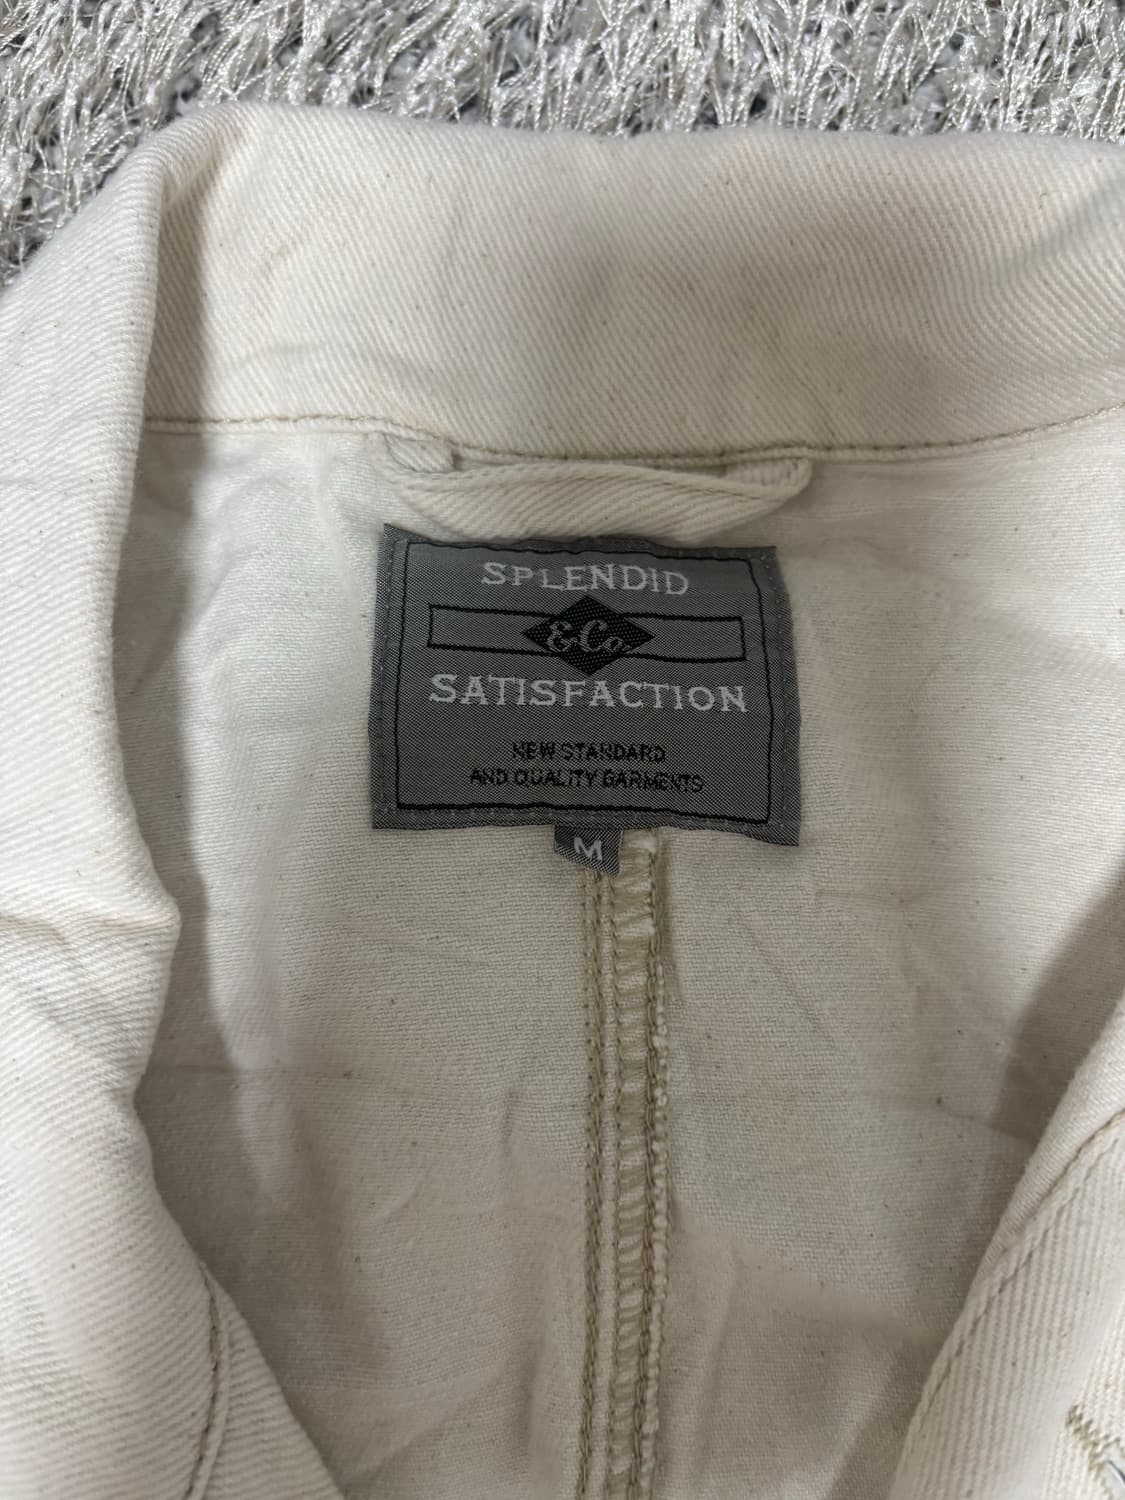 SPLENDID
&Co.
SATISFACTION
NEW STANDARD
AND QUALITY GARMENTS
M